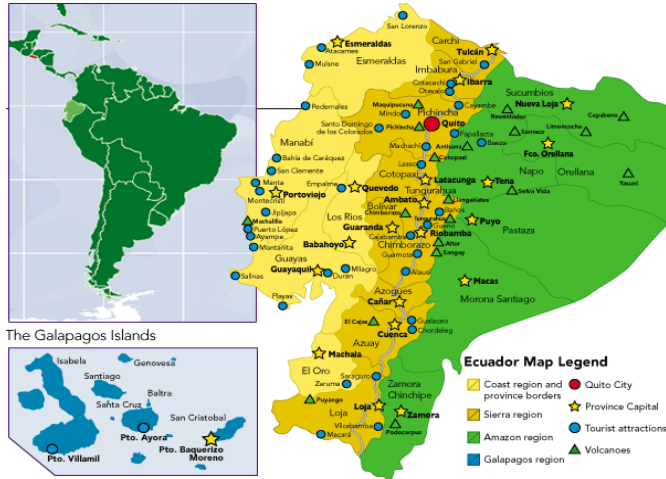 San Lorenzo
Esmeraldas
Atacames
Muisne
Esmeraldas
Carchi
Tulcán
San Gabriel
Imbabura
Cotacachi
Ibarra
Otavalo
Sucumbios
Nueva Loja
Pedernales
Maquipucuna
Pichincha
Cayambe
Mindo
Reventador
Cuyabeno
Santo Domingo
de los Colorados
Pichincha
Quito
Papallacta
Sumaco
Limoncocha
Manabí
Machachi
Antisana
Baeza
Fco. Orellana
Bahía de Caráquez
Lasso
Cotopaxi
Napo
Orellana
San Clemente
Cotopaxi
Yasuní
Manta
Empalme
Quevedo
Latacunga
Tena
Portoviejo
Tungurahua
Selva Vida
Montecristi
Ambato
Llanganates
Jipijapa
Los Ríos
Bolívar
Chimborazo
Baños
Machalilla
Tungurahua
Guano
Puyo
Puerto López
Guaranda
Riobamba
Pastaza
Ayampe
Cajabamba
Montañita
Babahoyo
Chimborazo
Altar
Guamote
Sangay
Guayas
Salinas
Guayaquil
Milagro
Alausí
Macas
Durán
Azogues
Morona Santiago
Playas
Cañar
El Cajas
Gualaceo
Cuenca
Chordeleg
Azuay
Machala
El Oro
Saraguro
Zaruma
Zamora
Chinchipe
Puyango
Loja
Loja
Zamora
Vilcabamba
Macará
Podocarpus
The Galapagos Islands
Isabela
Genovesa
Santiago
Baltra
Santa Cruz
San Cristobal
Pto. Ayora
Pto. Villamil
Pto. Baquerizo
Moreno
Ecuador Map Legend
Coast region and
province borders
Sierra region
Amazon region
Galapagos region
Quito City
Province Capital
Tourist attractions
Volcanoes